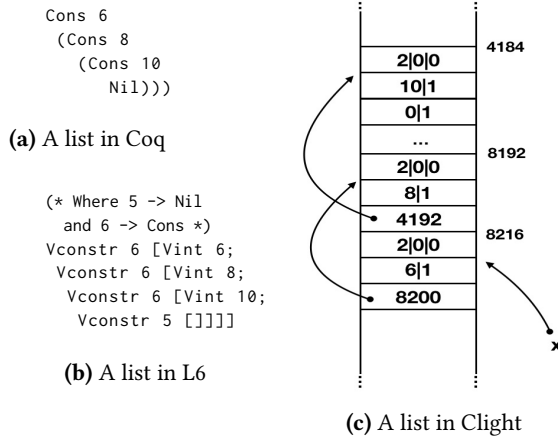 Cons 6
(Cons 8
(Cons 10
Nil)))
(a) A list in Coq
(* Where 5 -> Nil
and 6 -> Cons *)
Vconstr 6 [Vint 6;
Vconstr 6 [Vint 8;
Vconstr 6 [Vint 10;
Vconstr 5 []]]]
(b) A list in L6
4184
2|0|0
10|1
0|1
...
8192
2|0|0
8|1
4192
8216
2|0|0
6|1
8200
x
(c) A list in Clight